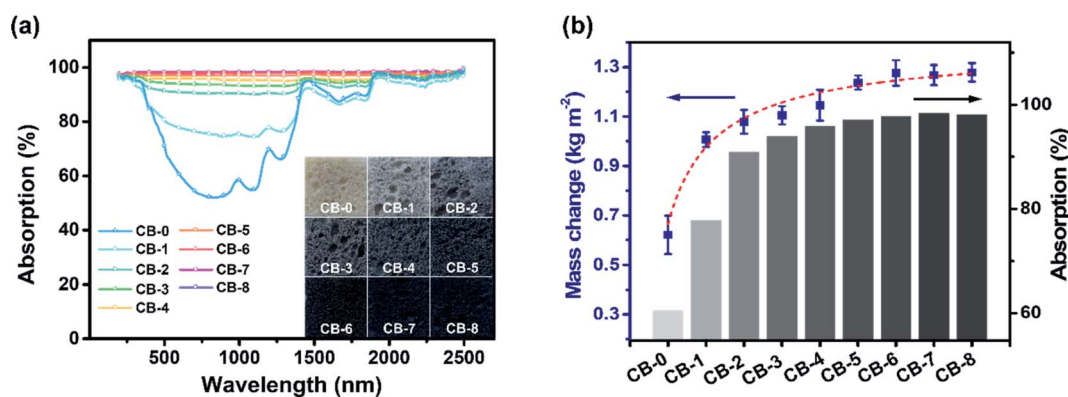 (a)
Absorption (%)
100
80
60
40
20
0
500
1000
1500
2000
2500
Wavelength (nm)
CB-0
CB-1
CB-2
CB-3
CB-4
CB-5
CB-6
CB-7
CB-8
CB-0 CB-1 CB-2
CB-3 CB-4 CB-5
CB-6 CB-7 CB-8
(b)
Mass change (kg m-2)
1.3
1.1
0.9
0.7
0.5
0.3
CB-0
CB-1
CB-2
CB-3
CB-4
CB-5
CB-6
CB-7
CB-8
100
80
60
Absorption (%)